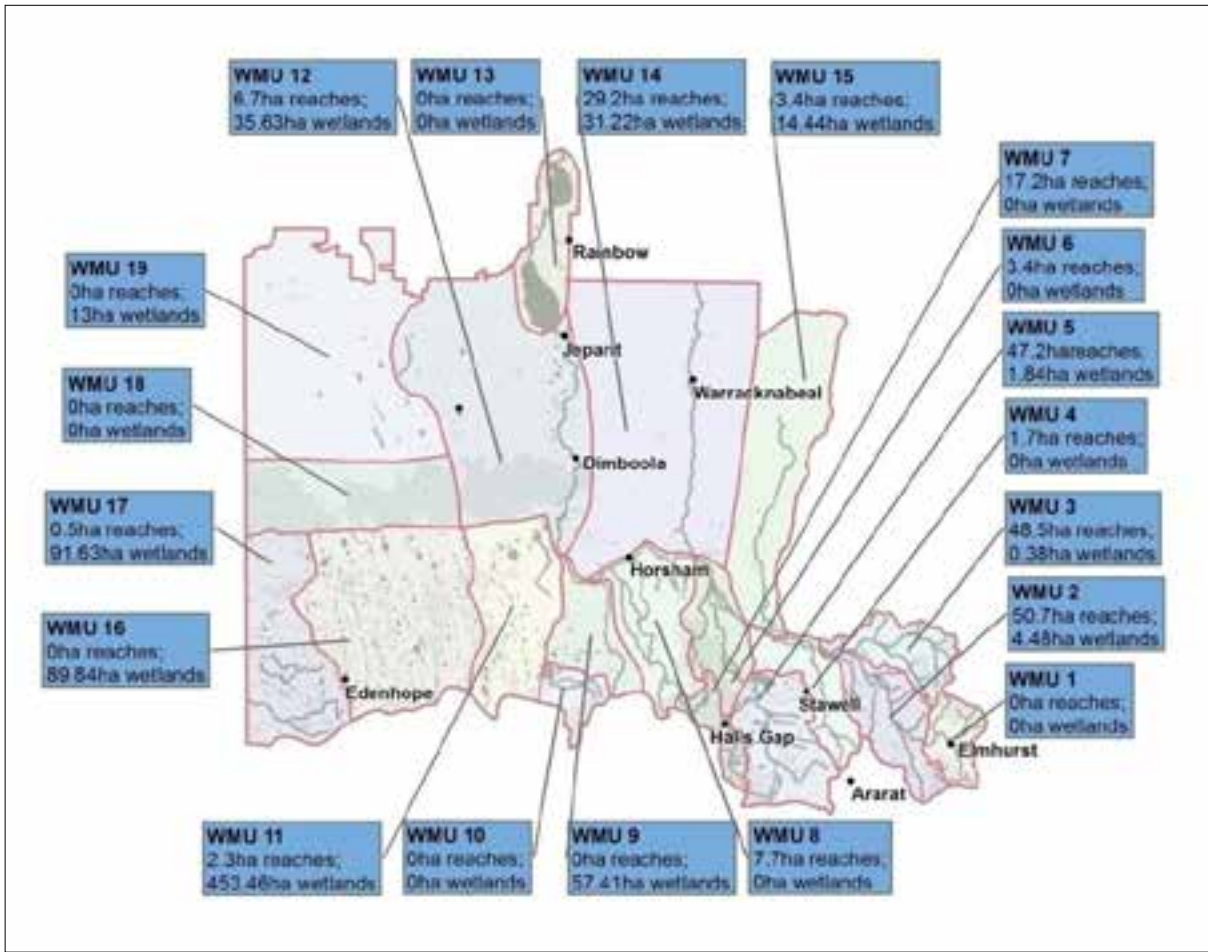 WMU 12
6.7ha reaches;
35.63ha wetlands
WMU 13
0ha reaches;
0ha wetlands
WMU 14
29.2ha reaches;
31.22ha wetlands
WMU 15
3.4ha reaches;
14.44ha wetlands
WMU 7
17.2ha reaches;
0ha wetlands
WMU 6
3.4ha reaches;
0ha wetlands
WMU 5
47.2hareaches;
1.84ha wetlands
WMU 4
1.7ha reaches;
0ha wetlands
WMU 3
48.5ha reaches;
0.38ha wetlands
WMU 2
50.7ha reaches;
4.48ha wetlands
WMU 1
0ha reaches;
0ha wetlands
WMU 19
0ha reaches;
13ha wetlands
WMU 18
0ha reaches;
0ha wetlands
WMU 17
0.5ha reaches;
91.63ha wetlands
WMU 16
0ha reaches;
89.84ha wetlands
Rainbow
Jeparit
Warracknabeal
Dimboola
Horsham
Edenhope
Stawell
Halls Gap
Elmhurst
Ararat
WMU 11
2.3ha reaches;
453.46ha wetlands
WMU 10
0ha reaches;
0ha wetlands
WMU 9
0ha reaches;
57.41ha wetlands
WMU 8
7.7ha reaches;
0ha wetlands